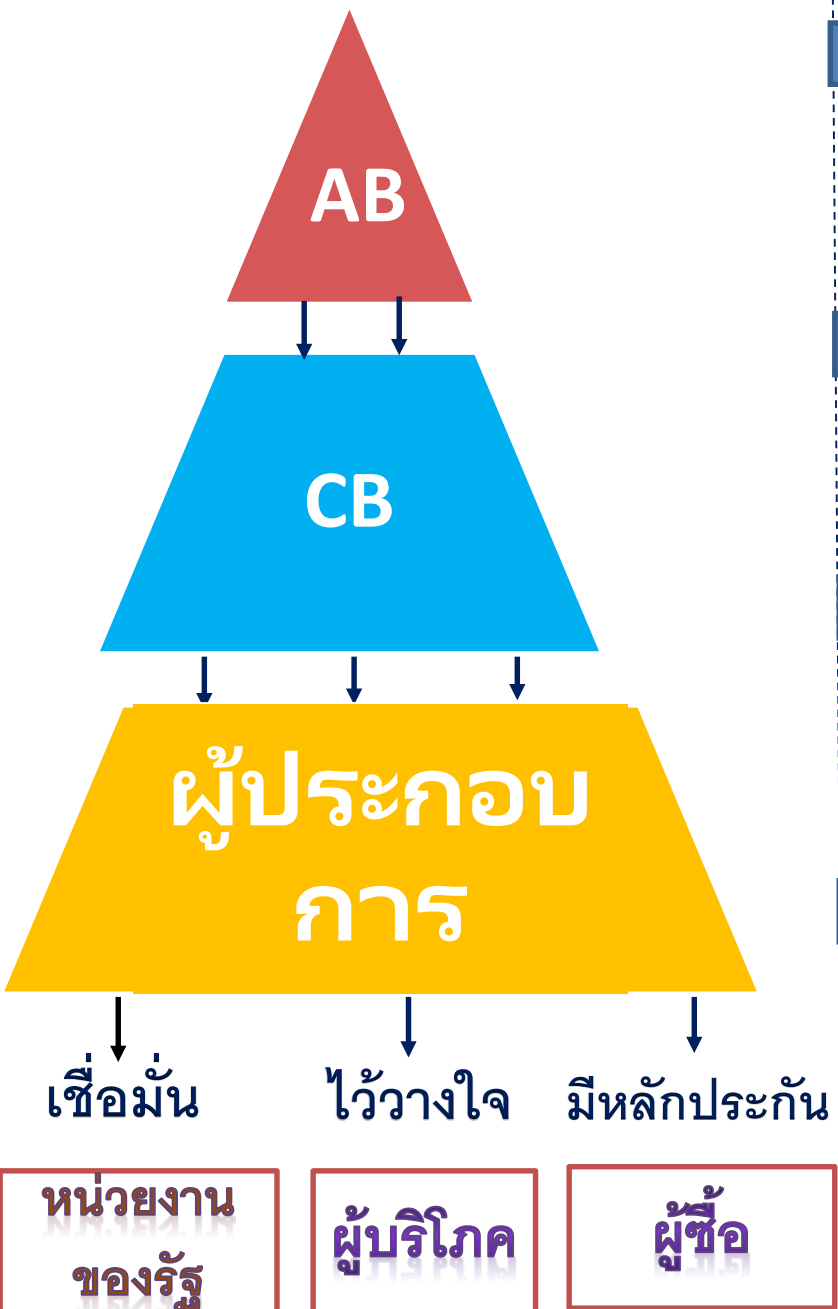 AB
CB
ผู้ประกอบ
การ
เชื่อมั่น ไว้วางใจ มีหลักประกัน
หน่วยงาน
ของรัฐ
ผู้บริโภค
ผู้ซื้อ